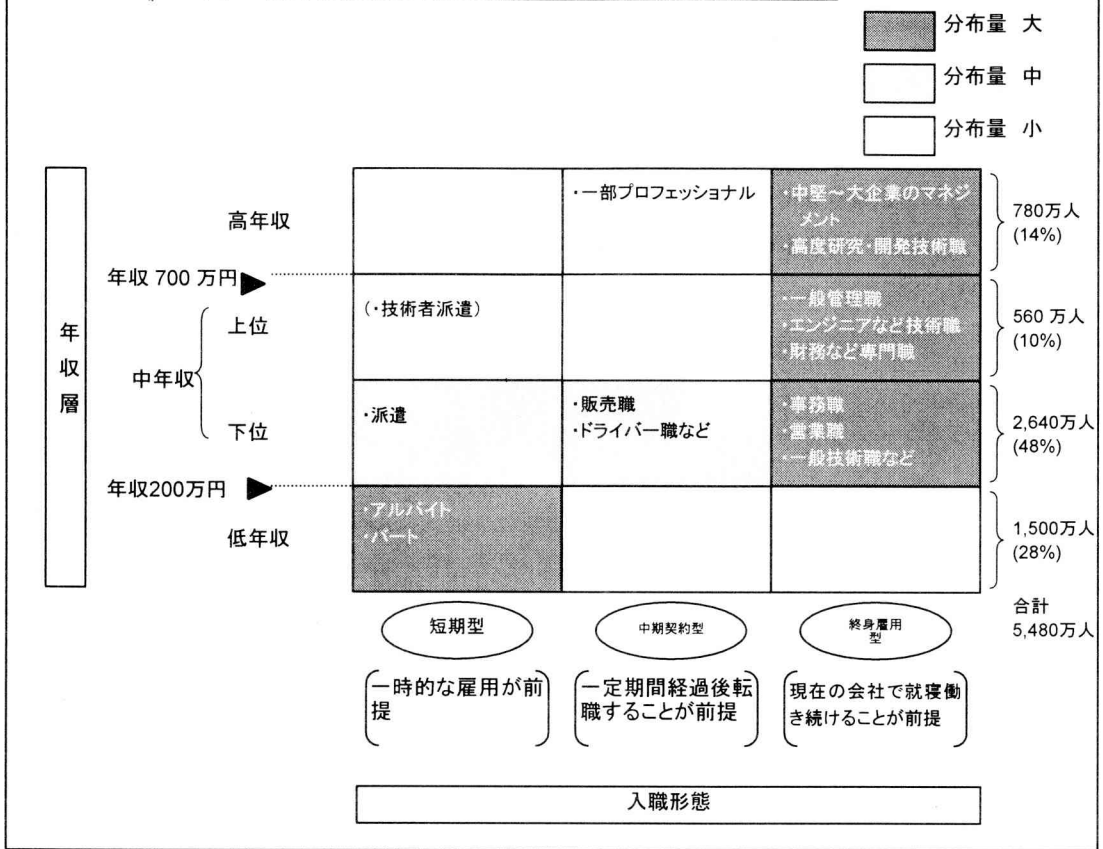 分布量 大
分布量 中
分布量 小
年収層
高年収
年収 700 万円
上位
中年収
下位
年収200万円
低年収
・一部プロフェッショナル
・中堅～大企業のマネジ
メント
・高度研究・開発技術職
780万人
(14%)
(・技術者派遣)
・一般管理職
・エンジニアなど技術職
・財務など専門職
560 万人
(10%)
・派遣
・販売職
・ドライバー職など
・事務職
・営業職
・一般技術職など
2,640万人
(48%)
・アルバイト
・パート
1,500万人
(28%)
合計
5,480万人
短期型
中期契約型
終身雇用
型
一時的な雇用が前
提
一定期間経過後転
職することが前提
現在の会社で就寝働
き続けることが前提
入職形態